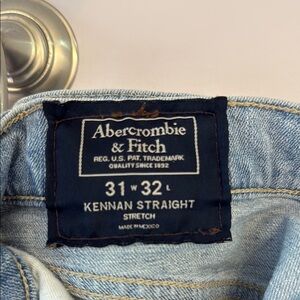 Abercrombie
& Fitch
REG. U.S. PAT. TRADEMARK
QUALITY SINCE 1892
31 W 32 L
KENNAN STRAIGHT
STRETCH
MADE IN MEXICO